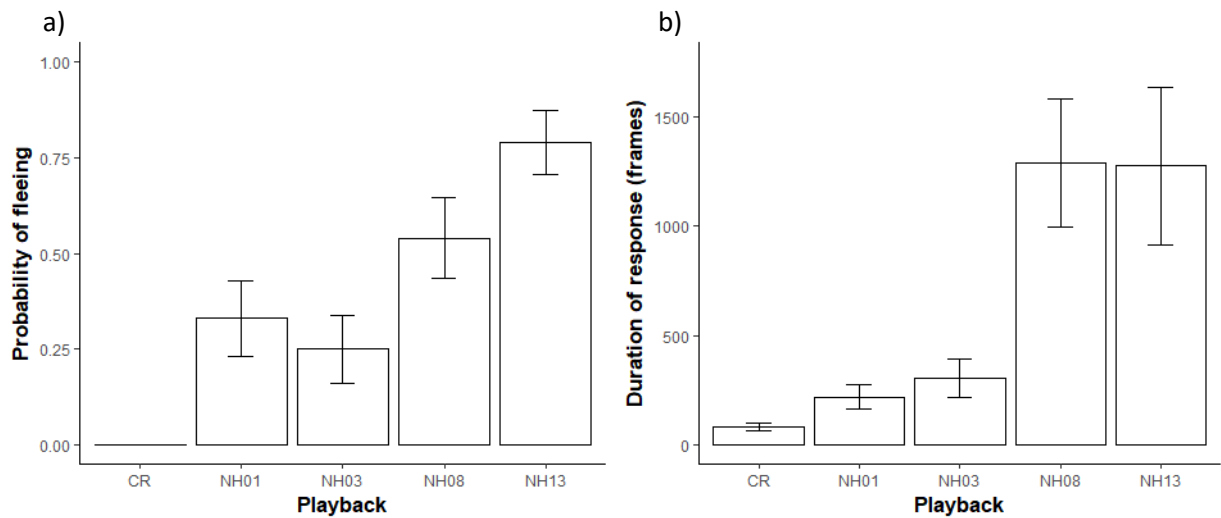 a)
Probability of fleeing
1.00
0.75
0.50
0.25
0.00
CR NH01 NH03 NH08 NH13
Playback
b)
Duration of response (frames)
1500
1000
500
0
CR NH01 NH03 NH08 NH13
Playback